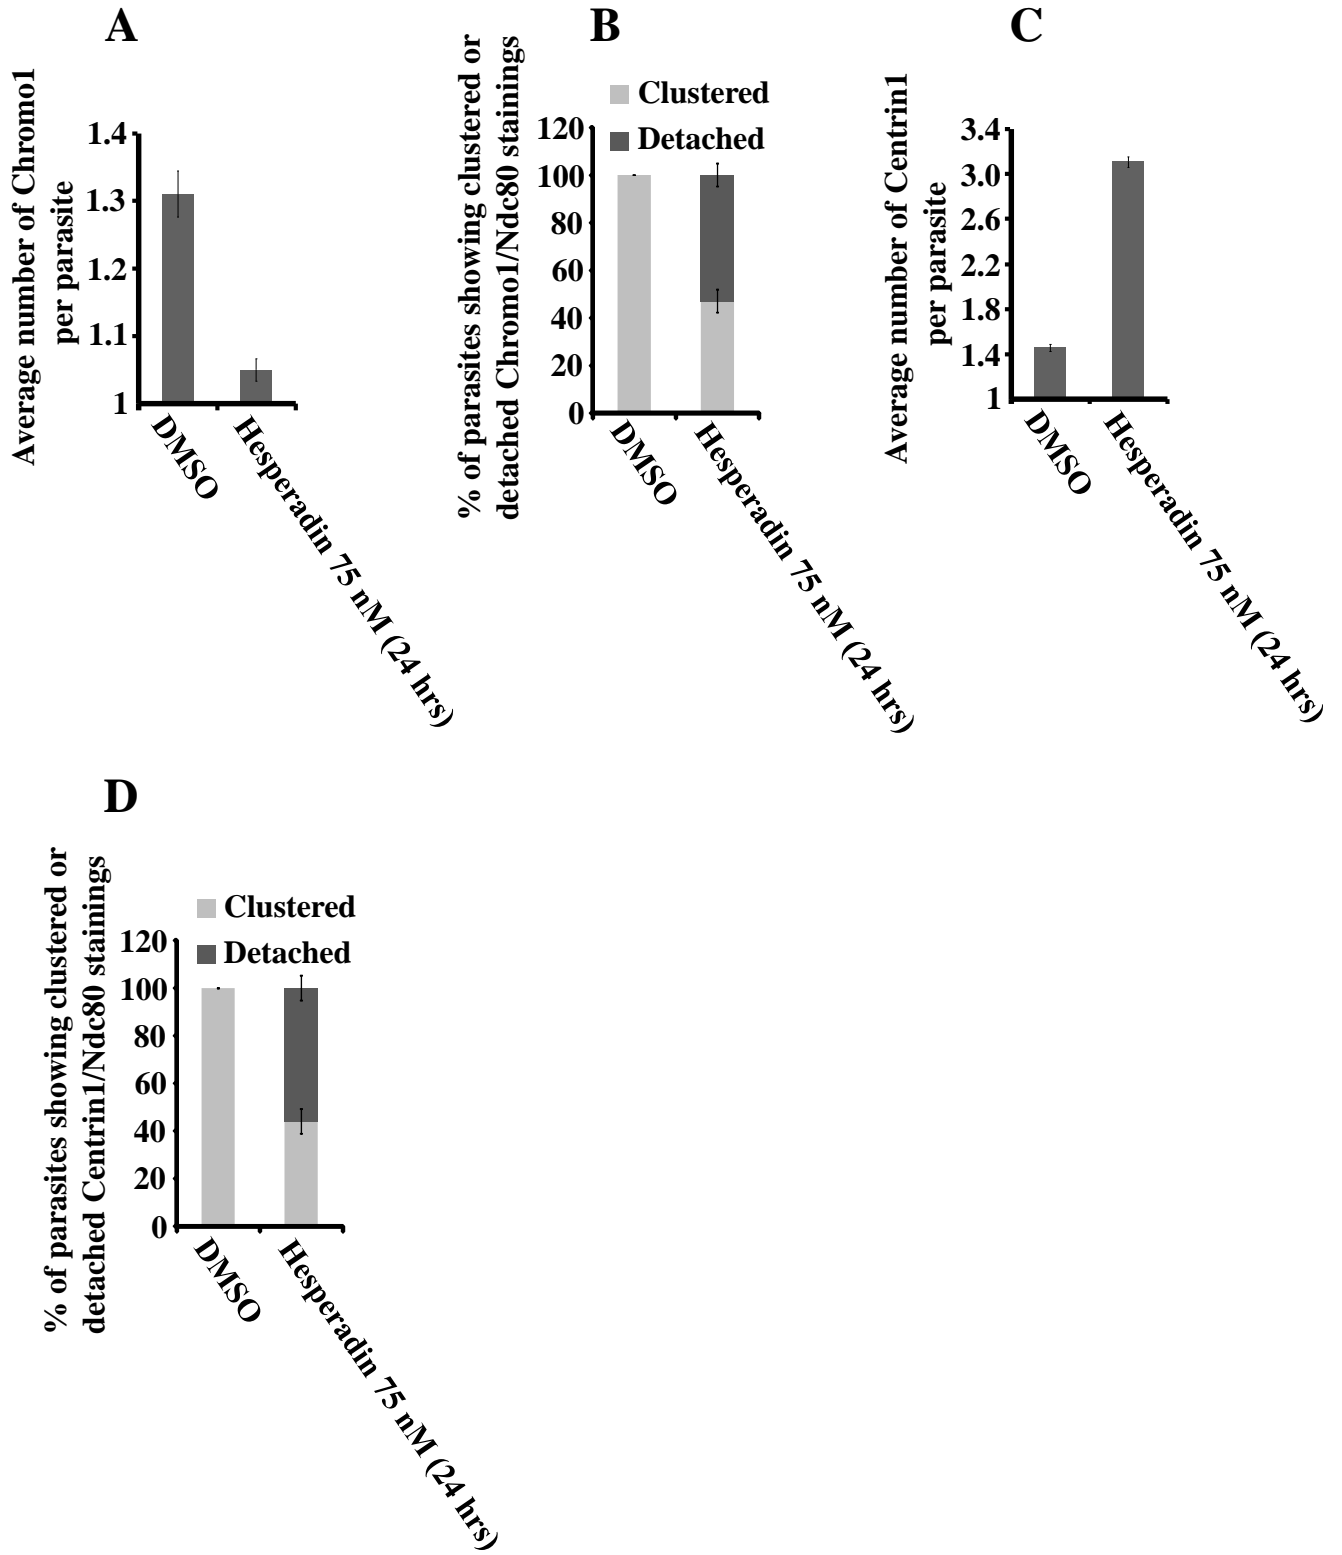 A
Average number of Chromo1
per parasite
1.4
1.3
1.2
1.1
1
DMSO
Hesperadin 75 nM (24 hrs)
B
% of parasites showing clustered or
detached Chromo1/Ndc80 stainings
Clustered
Detached
120
100
80
60
40
20
0
DMSO
Hesperadin 75 nM (24 hrs)
C
Average number of Centrin1
per parasite
3.4
3.0
2.6
2.2
1.8
1.4
1
DMSO
Hesperadin 75 nM (24 hrs)
D
% of parasites showing clustered or
detached Centrin1/Ndc80 stainings
Clustered
Detached
120
100
80
60
40
20
0
DMSO
Hesperadin 75 nM (24 hrs)